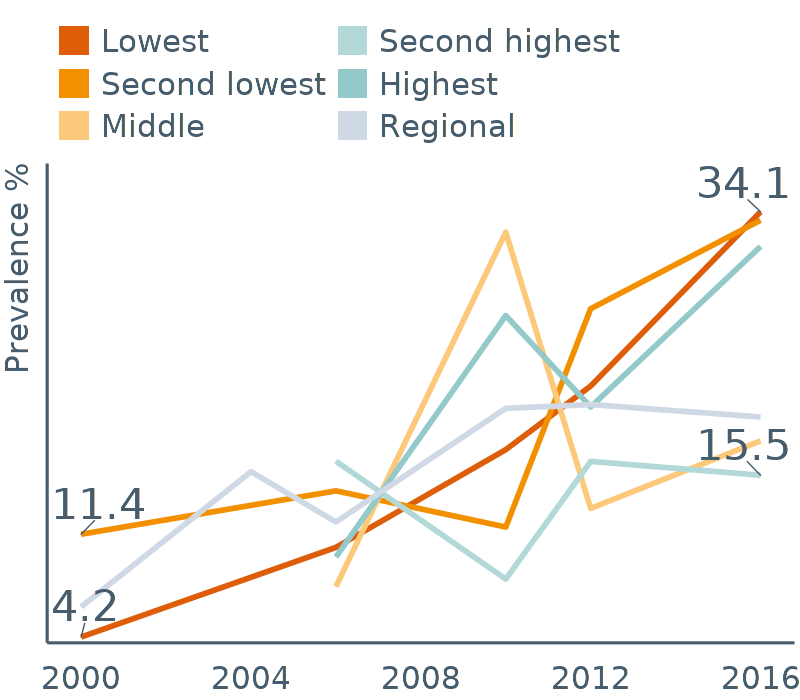 Lowest
Second highest
Second lowest
Highest
Middle
Regional
Prevalence %
34.1
15.5
11.4
4.2
2000 2004 2008 2012 2016